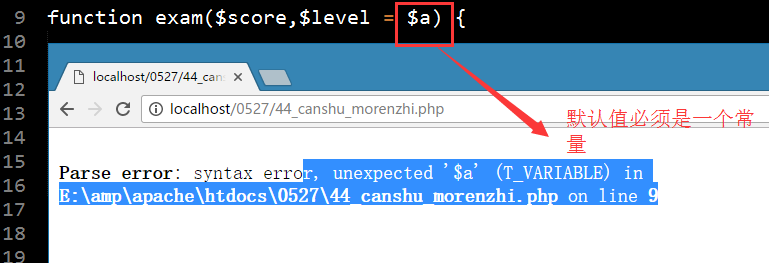 9 function exam($score,$level = $a) {
10
11
12 localhost/0527/44_cans
13 localhost/0527/44_canshu_morenzhi.php
14 默认值必须是一个常
量
15
16 Parse error: syntax error, unexpected '$a' (T_VARIABLE) in
17 E:\amp\apache\htdocs\0527\44_canshu_morenzhi.php on line 9
18
19